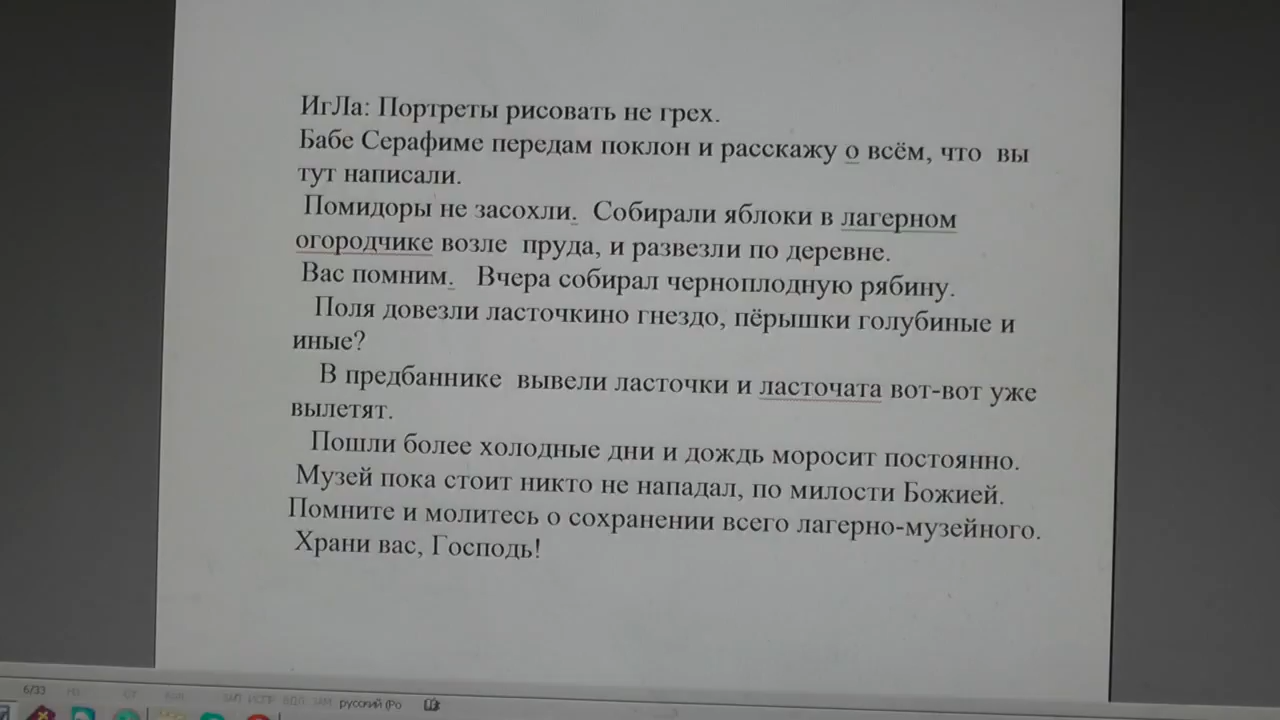 ИгЛа: Портреты рисовать не грех.
Бабе Серафиме передам поклон и расскажу о всём, что вы
тут написали.
Помидоры не засохли. Собирали яблоки в лагерном
огородчике возле пруда, и развезли по деревне.
Вас помним. Вчера собирал черноплодную рябину.
Поля довезли ласточкино гнездо, пёрышки голубиные и
иные?
В предбаннике вывели ласточки и ласточата вот-вот уже
вылетят.
Пошли более холодные дни и дождь моросит постоянно.
Музей пока стоит никто не нападал, по милости Божией.
Помните и молитесь о сохранении всего лагерно-музейного.
Храни вас, Господь!
6/33 русский (Ро